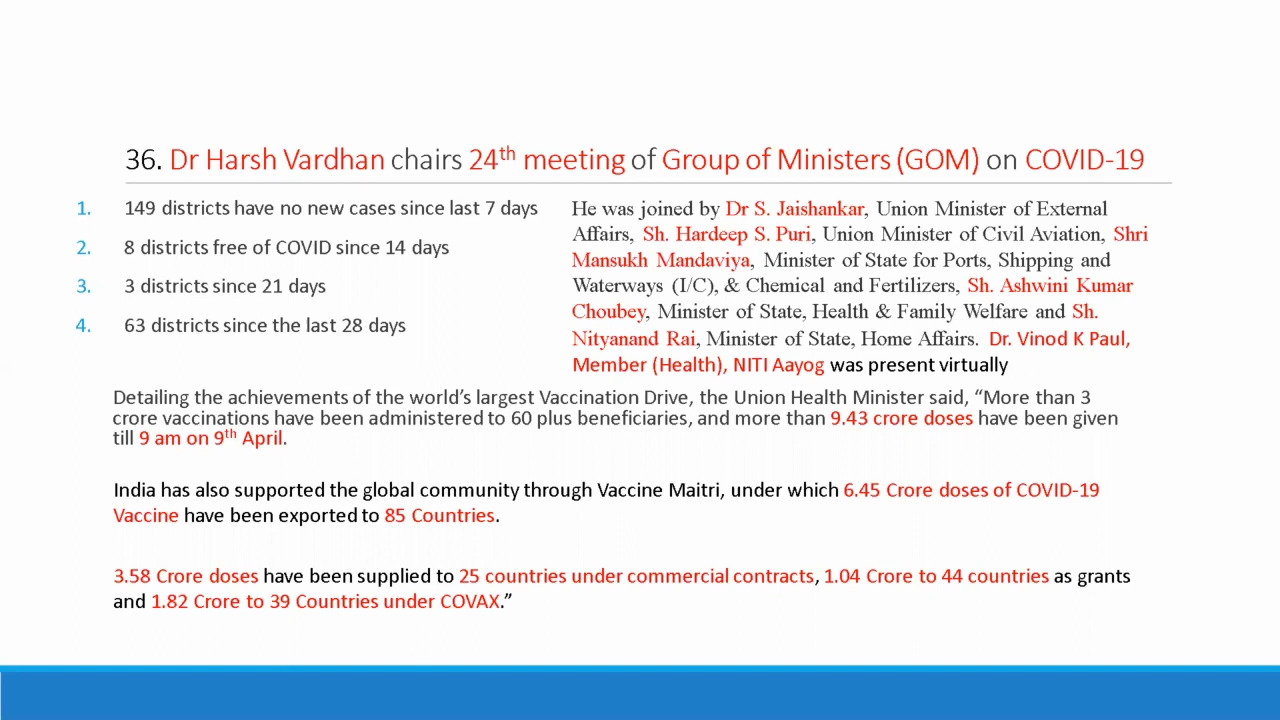 36. Dr Harsh Vardhan chairs 24th meeting of Group of Ministers (GOM) on COVID-19
1. 149 districts have no new cases since last 7 days
2. 8 districts free of COVID since 14 days
3. 3 districts since 21 days
4. 63 districts since the last 28 days
He was joined by Dr S. Jaishankar, Union Minister of External
Affairs, Sh. Hardeep S. Puri, Union Minister of Civil Aviation, Shri
Mansukh Mandaviya, Minister of State for Ports, Shipping and
Waterways (I/C), & Chemical and Fertilizers, Sh. Ashwini Kumar
Choubey, Minister of State, Health & Family Welfare and Sh.
Nityanand Rai, Minister of State, Home Affairs. Dr. Vinod K Paul,
Member (Health), NITI Aayog was present virtually
Detailing the achievements of the world’s largest Vaccination Drive, the Union Health Minister said, “More than 3
crore vaccinations have been administered to 60 plus beneficiaries, and more than 9.43 crore doses have been given
till 9 am on 9th April.
India has also supported the global community through Vaccine Maitri, under which 6.45 Crore doses of COVID-19
Vaccine have been exported to 85 Countries.
3.58 Crore doses have been supplied to 25 countries under commercial contracts, 1.04 Crore to 44 countries as grants
and 1.82 Crore to 39 Countries under COVAX.”